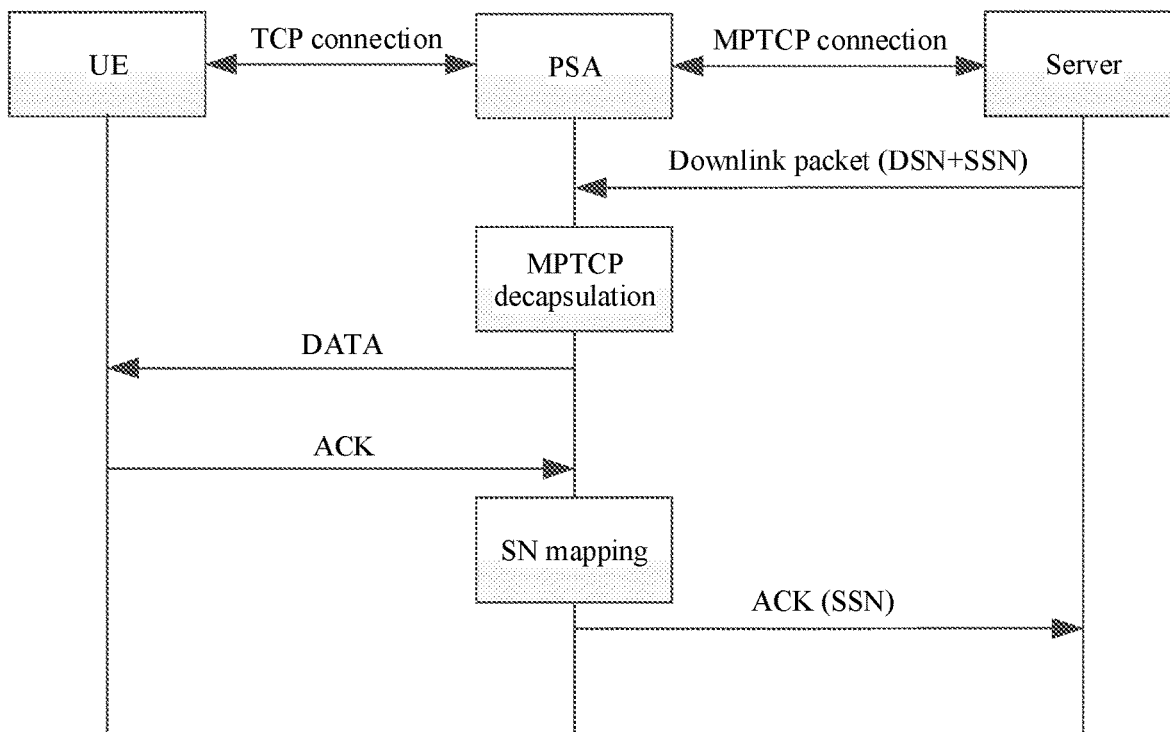 TCP connection
MPTCP connection
UE
PSA
Server
Downlink packet (DSN+SSN)
MPTCP
decapsulation
DATA
ACK
SN mapping
ACK (SSN)